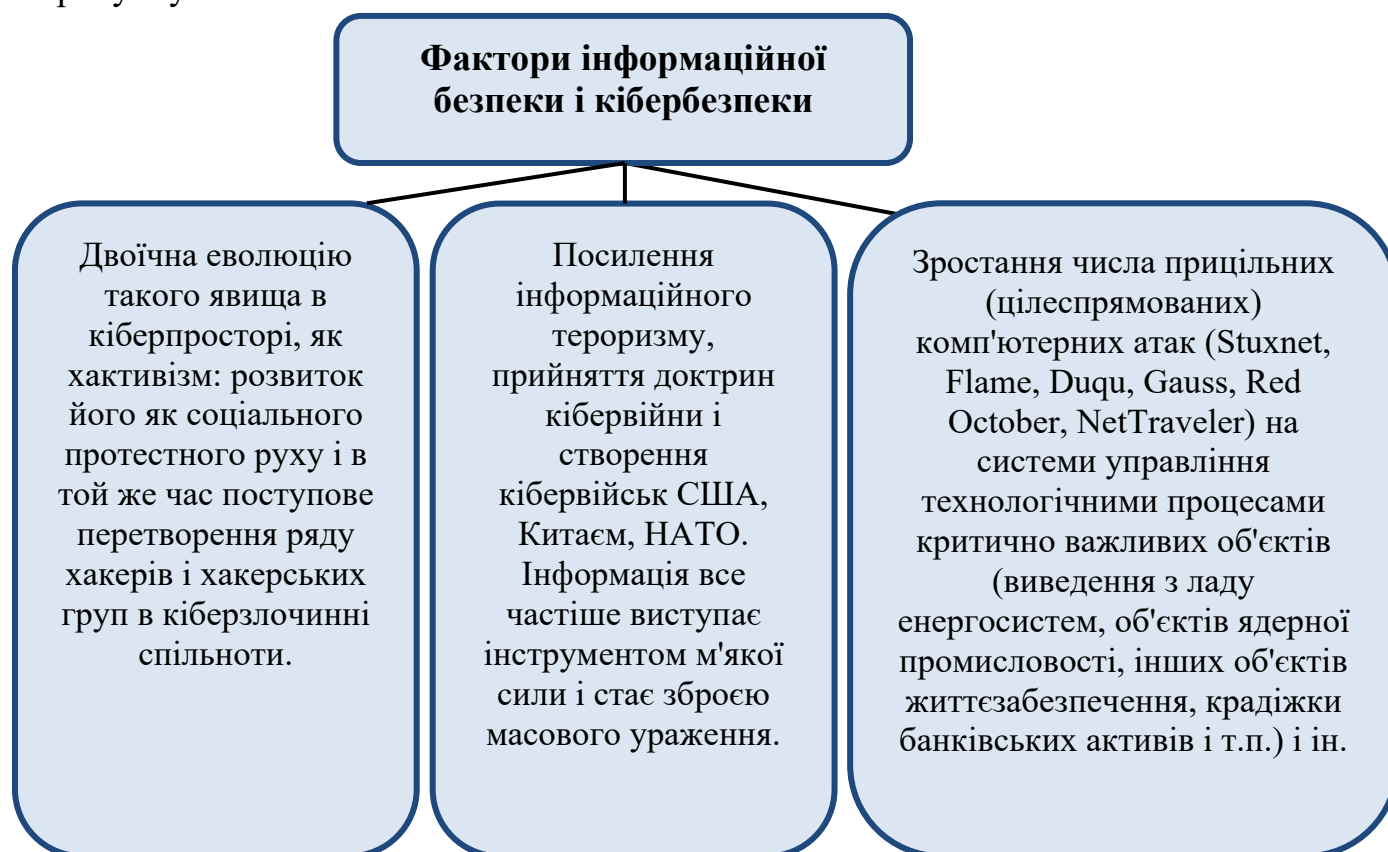 Фактори інформаційної
безпеки і кібербезпеки
Двоїчна еволюцію
такого явища в
кіберпросторі, як
хактивізм: розвиток
його як соціального
протестного руху і в
той же час поступове
перетворення ряду
хакерів і хакерських
груп в кіберзлочинні
спільноти.
Посилення
інформаційного
тероризму,
прийняття доктрин
кібервійни і
створення
кібервійськ США,
Китаєм, НАТО.
Інформація все
частіше виступає
інструментом м'якої
сили і стає зброєю
масового ураження.
Зростання числа прицільних
(цілеспрямованих)
комп'ютерних атак (Stuxnet,
Flame, Duqu, Gauss, Red
October, NetTraveler) на
системи управління
технологічними процесами
критично важливих об'єктів
(виведення з ладу
енергосистем, об'єктів ядерної
промисловості, інших об'єктів
життєзабезпечення, крадіжки
банківських активів і т.п.) і ін.